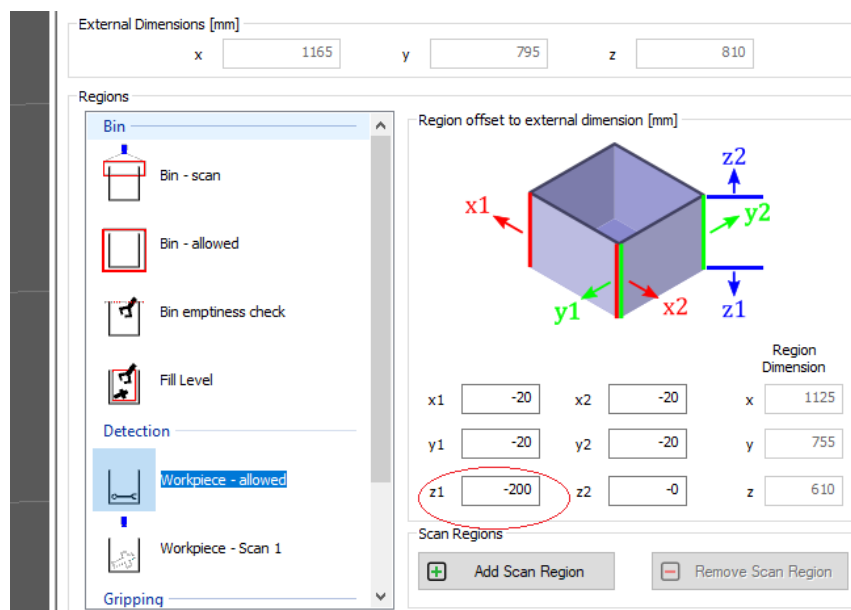 External Dimensions [mm]
x 1165 y 795 z 810
Regions
Bin
Bin - scan
Bin - allowed
Bin emptiness check
Fill Level
Detection
Workpiece - allowed
Workpiece - Scan 1
Gripping
Region offset to external dimension [mm]
z2
x1
y2
y1
x2
z1
Region
Dimension
x1 -20 x2 -20 x 1125
y1 -20 y2 -20 y 755
z1 -200 z2 -0 z 610
Scan Regions
Add Scan Region
Remove Scan Region